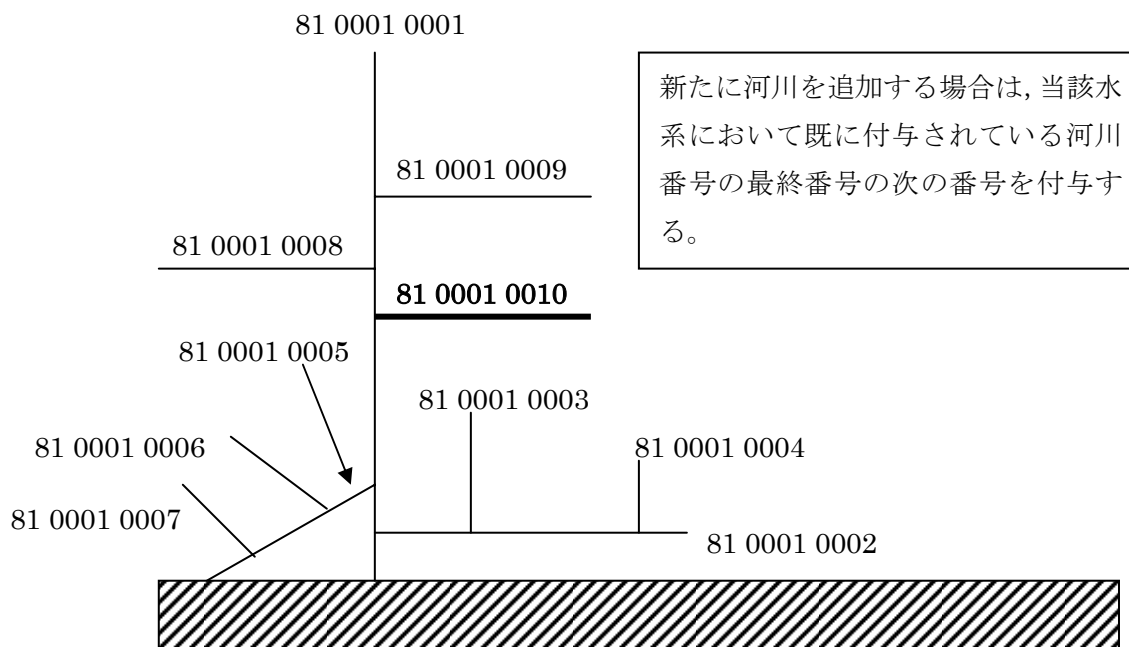 81 0001 0001
新たに河川を追加する場合は, 当該水
系において既に付与されている河川
番号の最終番号の次の番号を付与す
る。
81 0001 0009
81 0001 0008
81 0001 0010
81 0001 0005
81 0001 0003
81 0001 0006
81 0001 0004
81 0001 0007
81 0001 0002